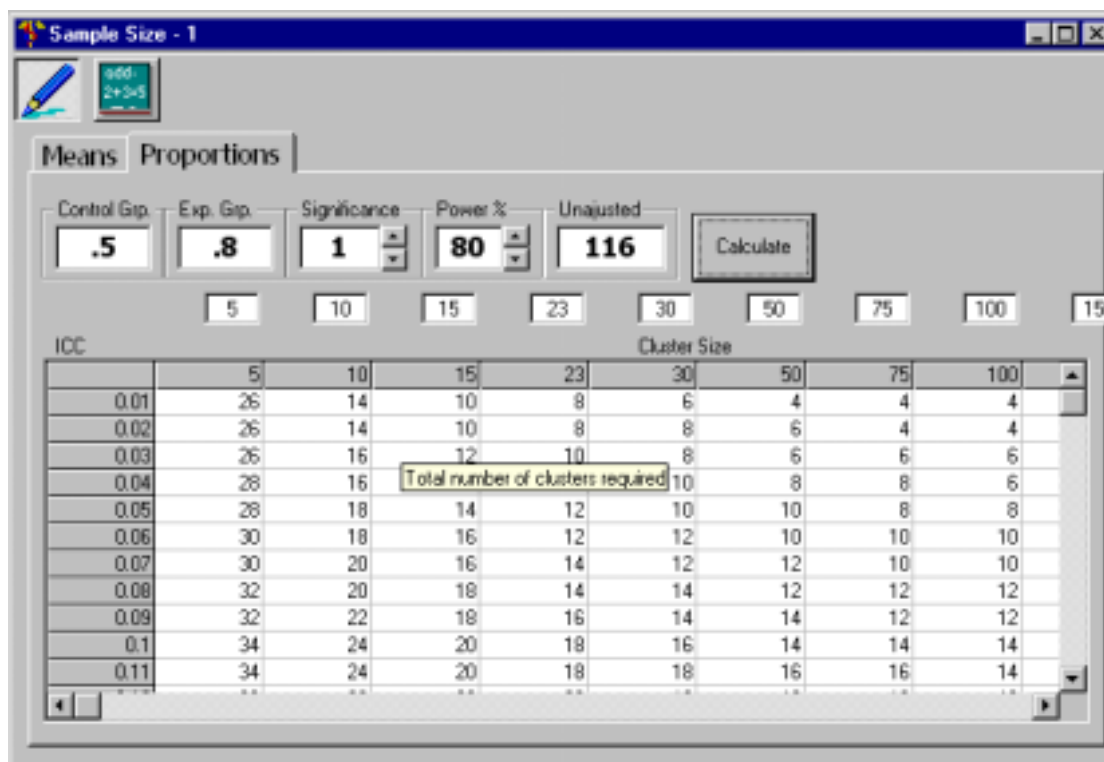 Sample Size - 1
add-
2+3=5
Means Proportions
Control Grp. Exp. Grp. Significance Power % Unajusted
.5 .8 1 80 116 Calculate
5 10 15 23 30 50 75 100 15
ICC Cluster Size
5 10 15 23 30 50 75 100
0.01 26 14 10 8 6 4 4 4
0.02 26 14 10 8 8 6 4 4
0.03 26 16 12 10 8 6 6 6
0.04 28 16 Total number of clusters required 10 8 8 6
0.05 28 18 14 12 10 10 8 8
0.06 30 18 16 12 12 10 10 10
0.07 30 20 16 14 12 12 10 10
0.08 32 20 18 14 14 12 12 12
0.09 32 22 18 16 14 14 12 12
0.1 34 24 20 18 16 14 14 14
0.11 34 24 20 18 18 16 16 14